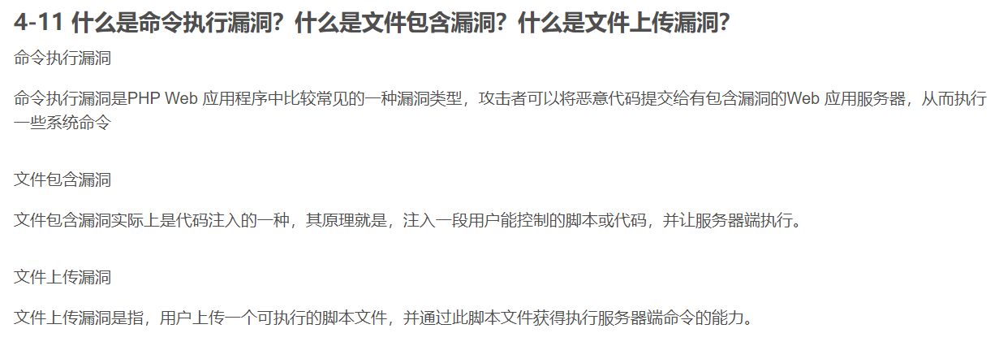 4-11 什么是命令执行漏洞？什么是文件包含漏洞？什么是文件上传漏洞？
命令执行漏洞
命令执行漏洞是PHP Web 应用程序中比较常见的一种漏洞类型，攻击者可以将恶意代码提交给有包含漏洞的Web 应用服务器，从而执行
一些系统命令
文件包含漏洞
文件包含漏洞实际上是代码注入的一种，其原理就是，注入一段用户能控制的脚本或代码，并让服务器端执行。
文件上传漏洞
文件上传漏洞是指，用户上传一个可执行的脚本文件，并通过此脚本文件获得执行服务器端命令的能力。